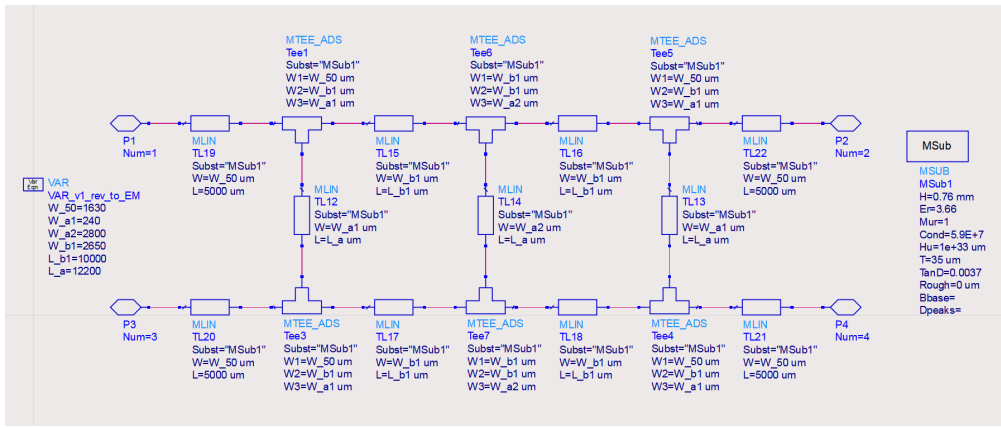 MTEE_ADS
Tee1
Subst="MSub1"
W1=W_50 um
W2=W_b1 um
W3=W_a1 um
MTEE_ADS
Tee6
Subst="MSub1"
W1=W_b1 um
W2=W_b1 um
W3=W_a2 um
MTEE_ADS
Tee5
Subst="MSub1"
W1=W_50 um
W2=W_b1 um
W3=W_a1 um
P1
Num=1
MLIN
TL19
Subst="MSub1"
W=W_50 um
L=5000 um
MLIN
TL15
Subst="MSub1"
W=W_b1 um
L=L_b1 um
MLIN
TL16
Subst="MSub1"
W=W_b1 um
L=L_b1 um
MLIN
TL22
Subst="MSub1"
W=W_50 um
L=5000 um
P2
Num=2
MSub
MSUB
MSub1
H=0.76 mm
Er=3.66
Mur=1
Cond=5.9E+7
Hu=1e+33 um
T=35 um
TanD=0.0037
Rough=0 um
Bbase=
Dpeaks=
Var
Eqn
VAR
VAR_v1_rev_to_EM
W_50=1630
W_a1=240
W_a2=2800
W_b1=2650
L_b1=10000
L_a=12200
MLIN
TL12
Subst="MSub1"
W=W_a1 um
L=L_a um
MLIN
TL14
Subst="MSub1"
W=W_a2 um
L=L_a um
MLIN
TL13
Subst="MSub1"
W=W_a1 um
L=L_a um
P3
Num=3
MLIN
TL20
Subst="MSub1"
W=W_50 um
L=5000 um
MTEE_ADS
Tee3
Subst="MSub1"
W1=W_50 um
W2=W_b1 um
W3=W_a1 um
MLIN
TL17
Subst="MSub1"
W=W_b1 um
L=L_b1 um
MTEE_ADS
Tee7
Subst="MSub1"
W1=W_b1 um
W2=W_b1 um
W3=W_a2 um
MLIN
TL18
Subst="MSub1"
W=W_b1 um
L=L_b1 um
MTEE_ADS
Tee4
Subst="MSub1"
W1=W_50 um
W2=W_b1 um
W3=W_a1 um
MLIN
TL21
Subst="MSub1"
W=W_50 um
L=5000 um
P4
Num=4